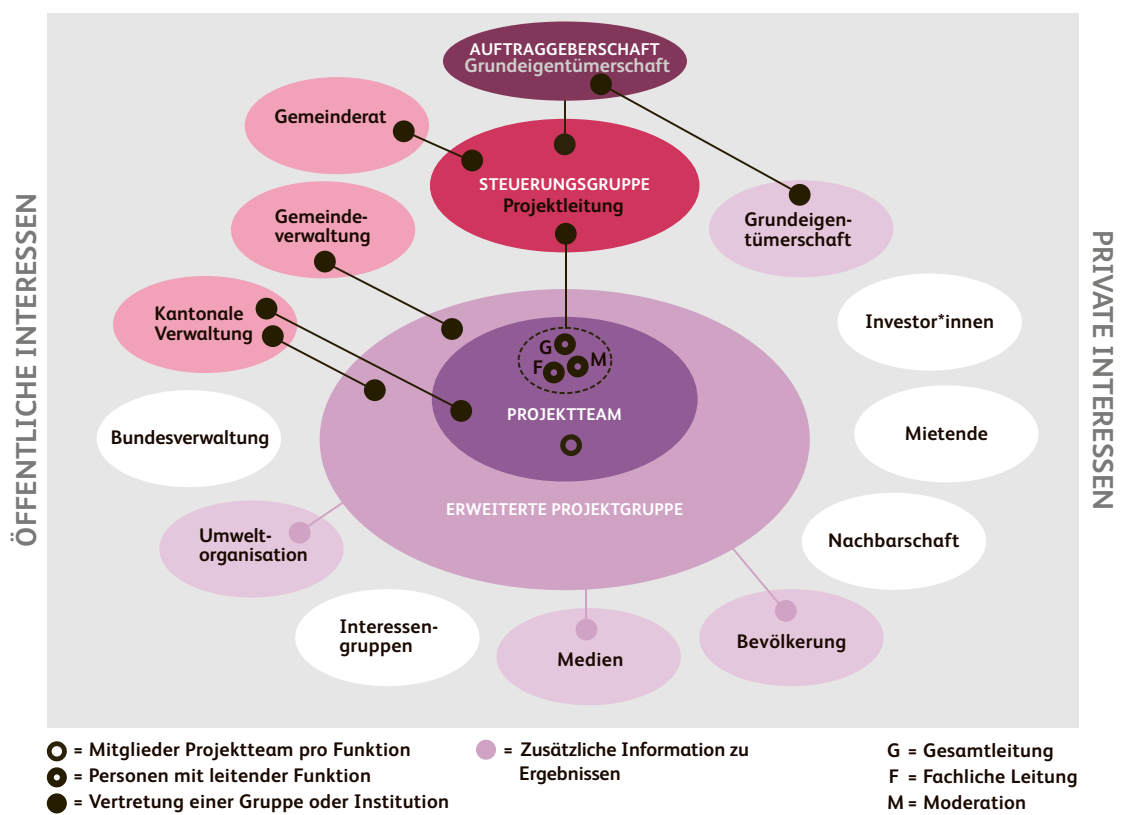 AUFTRAGGEBERSCHAFT
Grundeigentümerschaft
Gemeinderat
STEUERUNGSGRUPPE
Projektleitung
Gemeinde-
verwaltung
Grundeigen-
tümerschaft
Kantonale
Verwaltung
Investor*innen
G
M
F
PROJEKTTEAM
Bundesverwaltung
Mietende
ERWEITERTE PROJEKTGRUPPE
Umwelt-
organisation
Nachbarschaft
Interessen-
gruppen
Medien
Bevölkerung
ÖFFENTLICHE INTERESSEN
PRIVATE INTERESSEN
= Mitglieder Projektteam pro Funktion
= Personen mit leitender Funktion
= Vertretung einer Gruppe oder Institution
= Zusätzliche Information zu
Ergebnissen
G = Gesamtleitung
F = Fachliche Leitung
M = Moderation